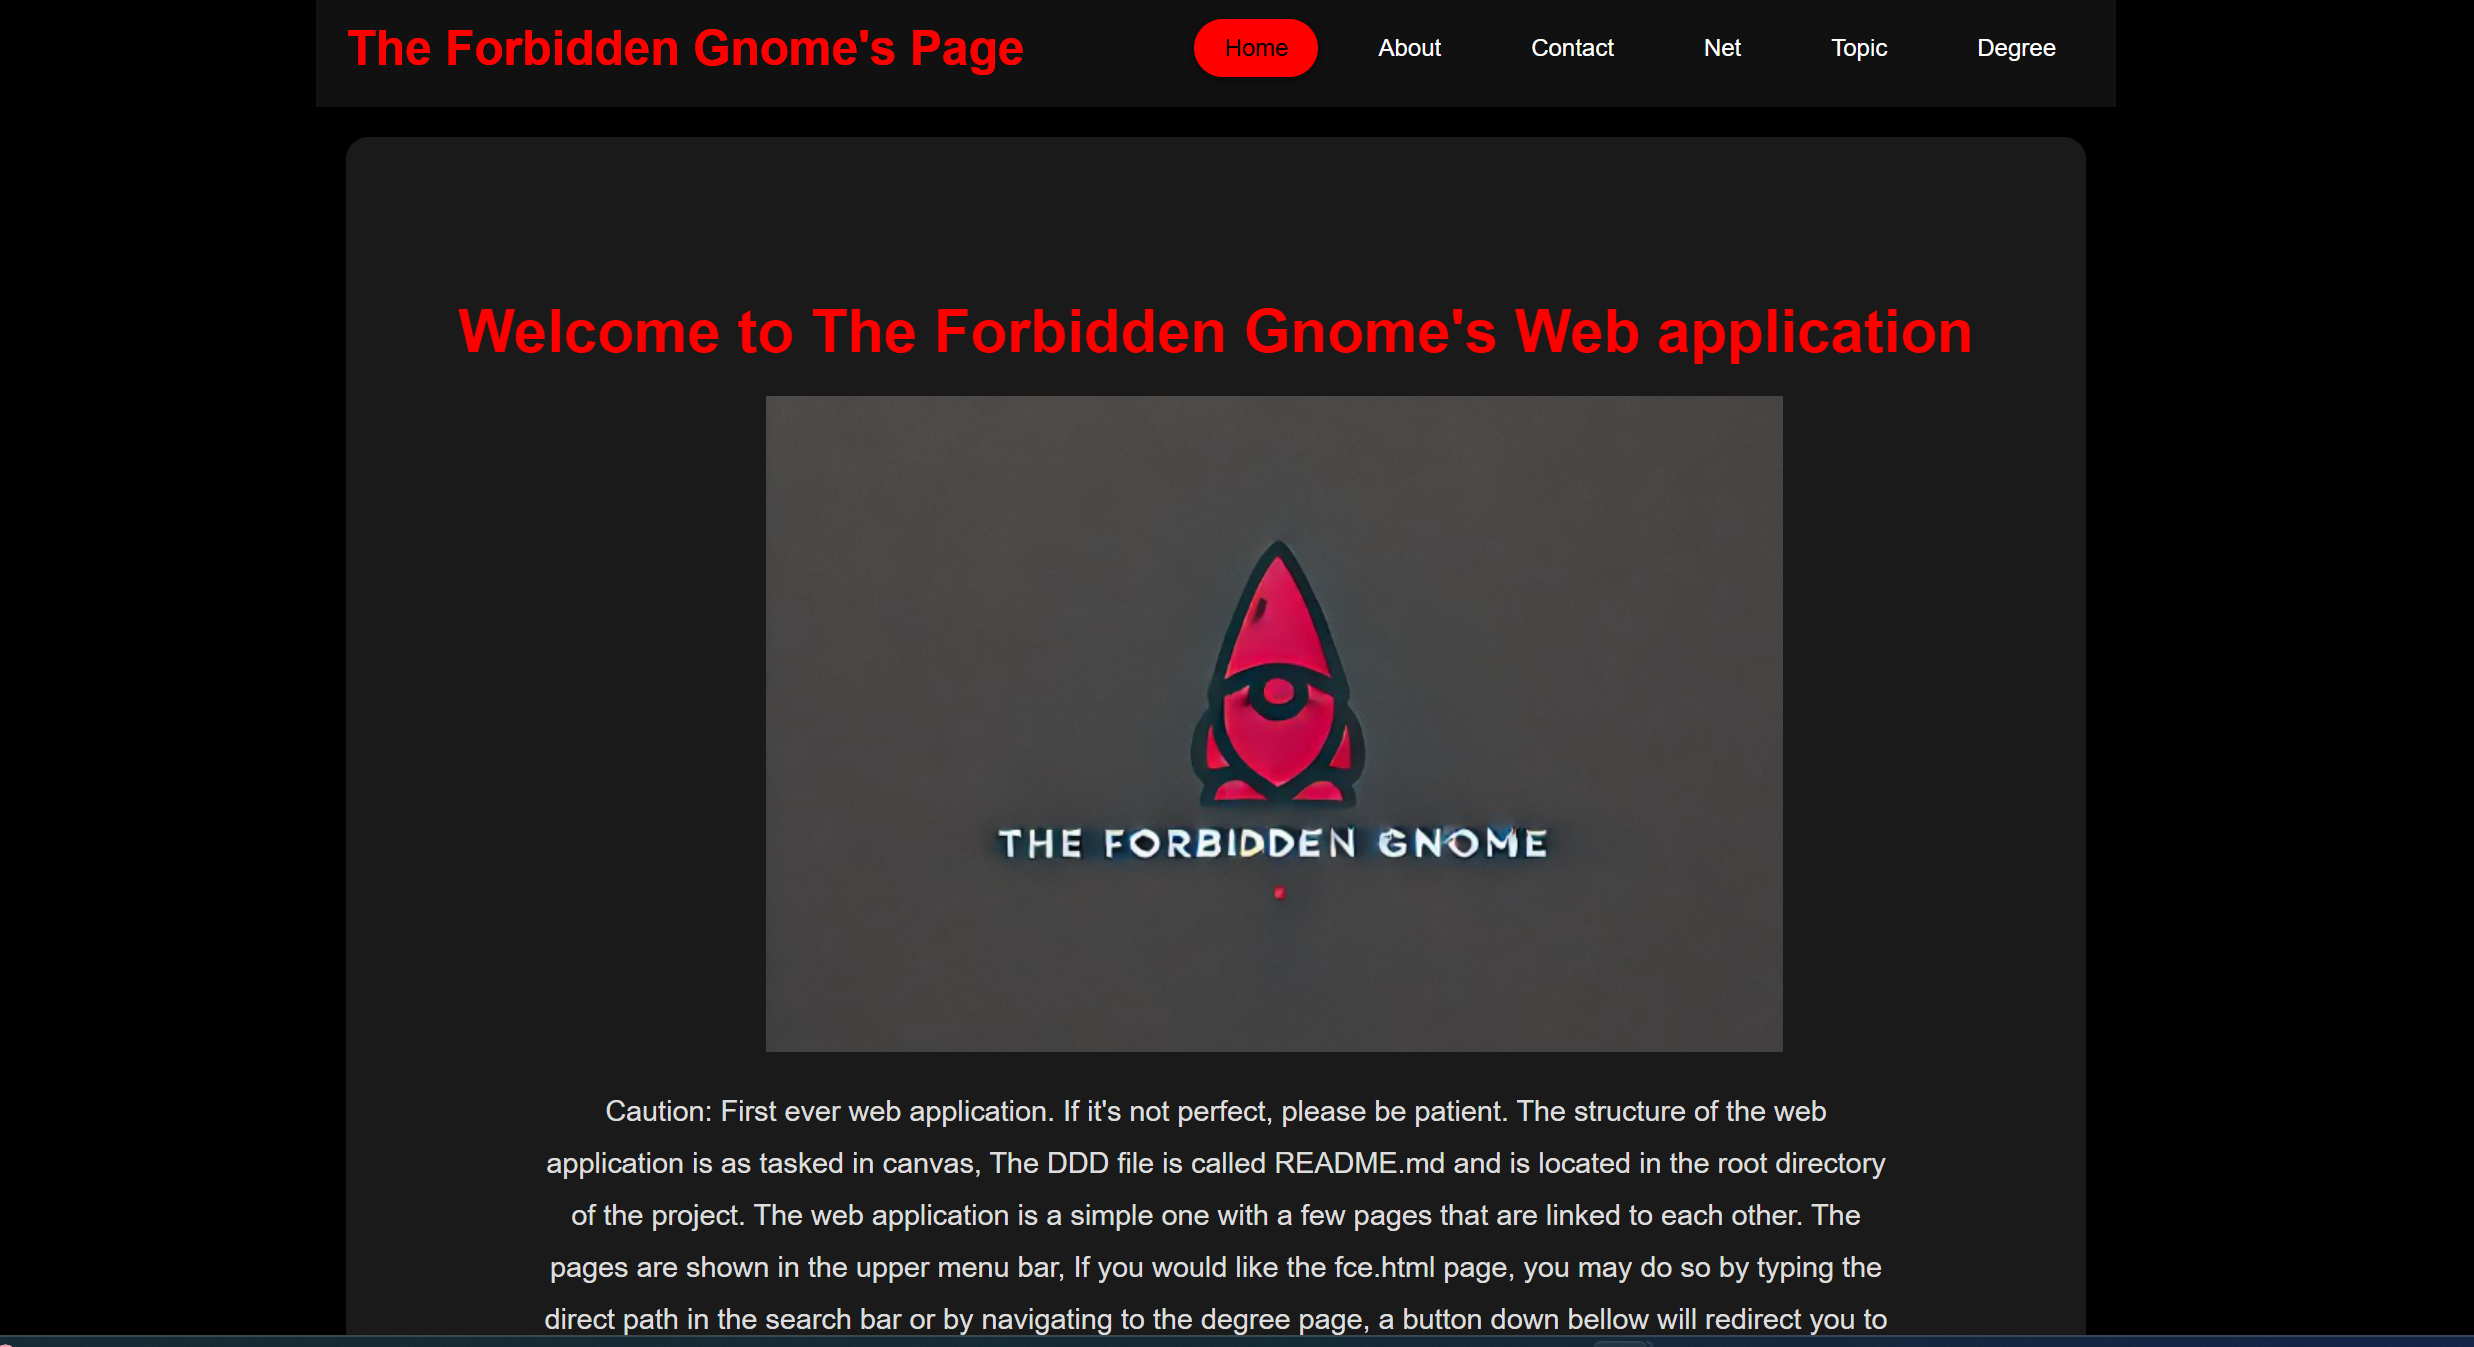 The Forbidden Gnome's Page
Home About Contact Net Topic Degree
Welcome to The Forbidden Gnome's Web application
THE FORBIDDEN GNOME
Caution: First ever web application. If it's not perfect, please be patient. The structure of the web
application is as tasked in canvas, The DDD file is called README.md and is located in the root directory
of the project. The web application is a simple one with a few pages that are linked to each other. The
pages are shown in the upper menu bar, If you would like the fce.html page, you may do so by typing the
direct path in the search bar or by navigating to the degree page, a button down bellow will redirect you to